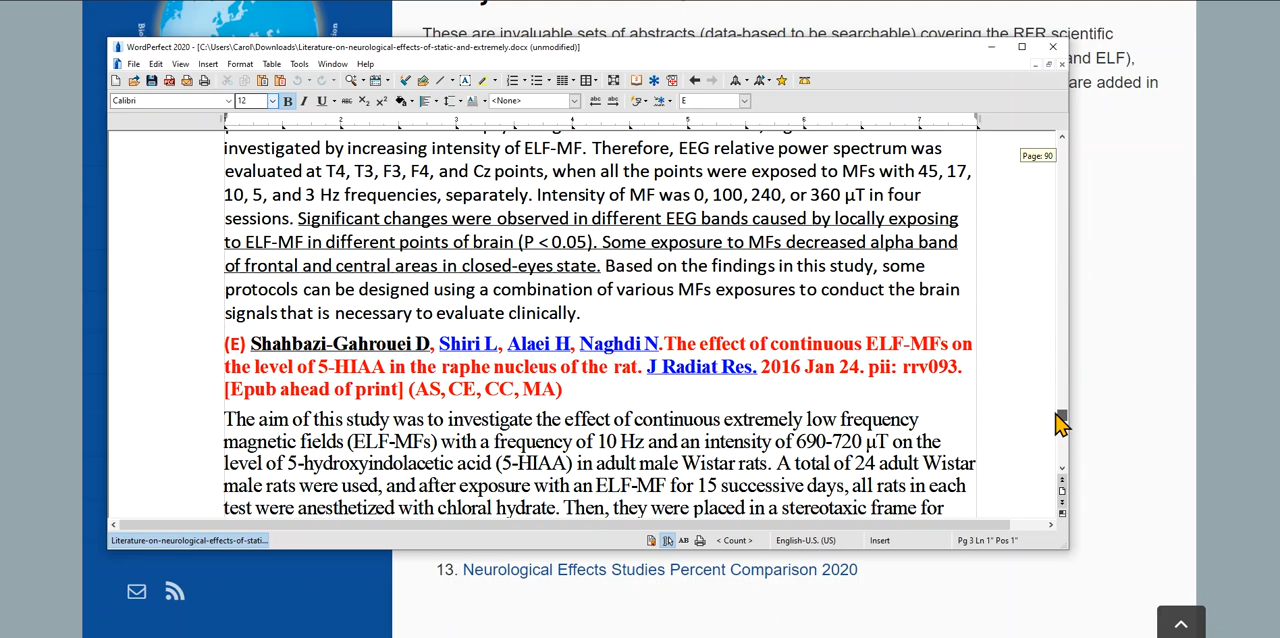 These are invaluable sets of abstracts (data-based to be searchable) covering the RFR scientific
and ELF),
are added in
WordPerfect 2020 - [C:\Users\Carol\Downloads\Literature-on-neurological-effects-of-static-and-extremely.docx (unmodified)]
File Edit View Insert Format Table Tools Window Help
Calibri 12 B I U ABC X₂ X² <None> E
2 3 4 5 6 7
Page: 90
investigated by increasing intensity of ELF-MF. Therefore, EEG relative power spectrum was
evaluated at T4, T3, F3, F4, and Cz points, when all the points were exposed to MFs with 45, 17,
10, 5, and 3 Hz frequencies, separately. Intensity of MF was 0, 100, 240, or 360 μT in four
sessions. Significant changes were observed in different EEG bands caused by locally exposing
to ELF-MF in different points of brain (P < 0.05). Some exposure to MFs decreased alpha band
of frontal and central areas in closed-eyes state. Based on the findings in this study, some
protocols can be designed using a combination of various MFs exposures to conduct the brain
signals that is necessary to evaluate clinically.
(E) Shahbazi-Gahrouei D, Shiri L, Alaei H, Naghdi N.The effect of continuous ELF-MFs on
the level of 5-HIAA in the raphe nucleus of the rat. J Radiat Res. 2016 Jan 24. pii: rrv093.
[Epub ahead of print] (AS, CE, CC, MA)
The aim of this study was to investigate the effect of continuous extremely low frequency
magnetic fields (ELF-MFs) with a frequency of 10 Hz and an intensity of 690-720 μT on the
level of 5-hydroxyindolacetic acid (5-HIAA) in adult male Wistar rats. A total of 24 adult Wistar
male rats were used, and after exposure with an ELF-MF for 15 successive days, all rats in each
test were anesthetized with chloral hydrate. Then, they were placed in a stereotaxic frame for
Literature-on-neurological-effects-of-stati... AB < Count > English-U.S. (US) Insert Pg 3 Ln 1" Pos 1"
13. Neurological Effects Studies Percent Comparison 2020